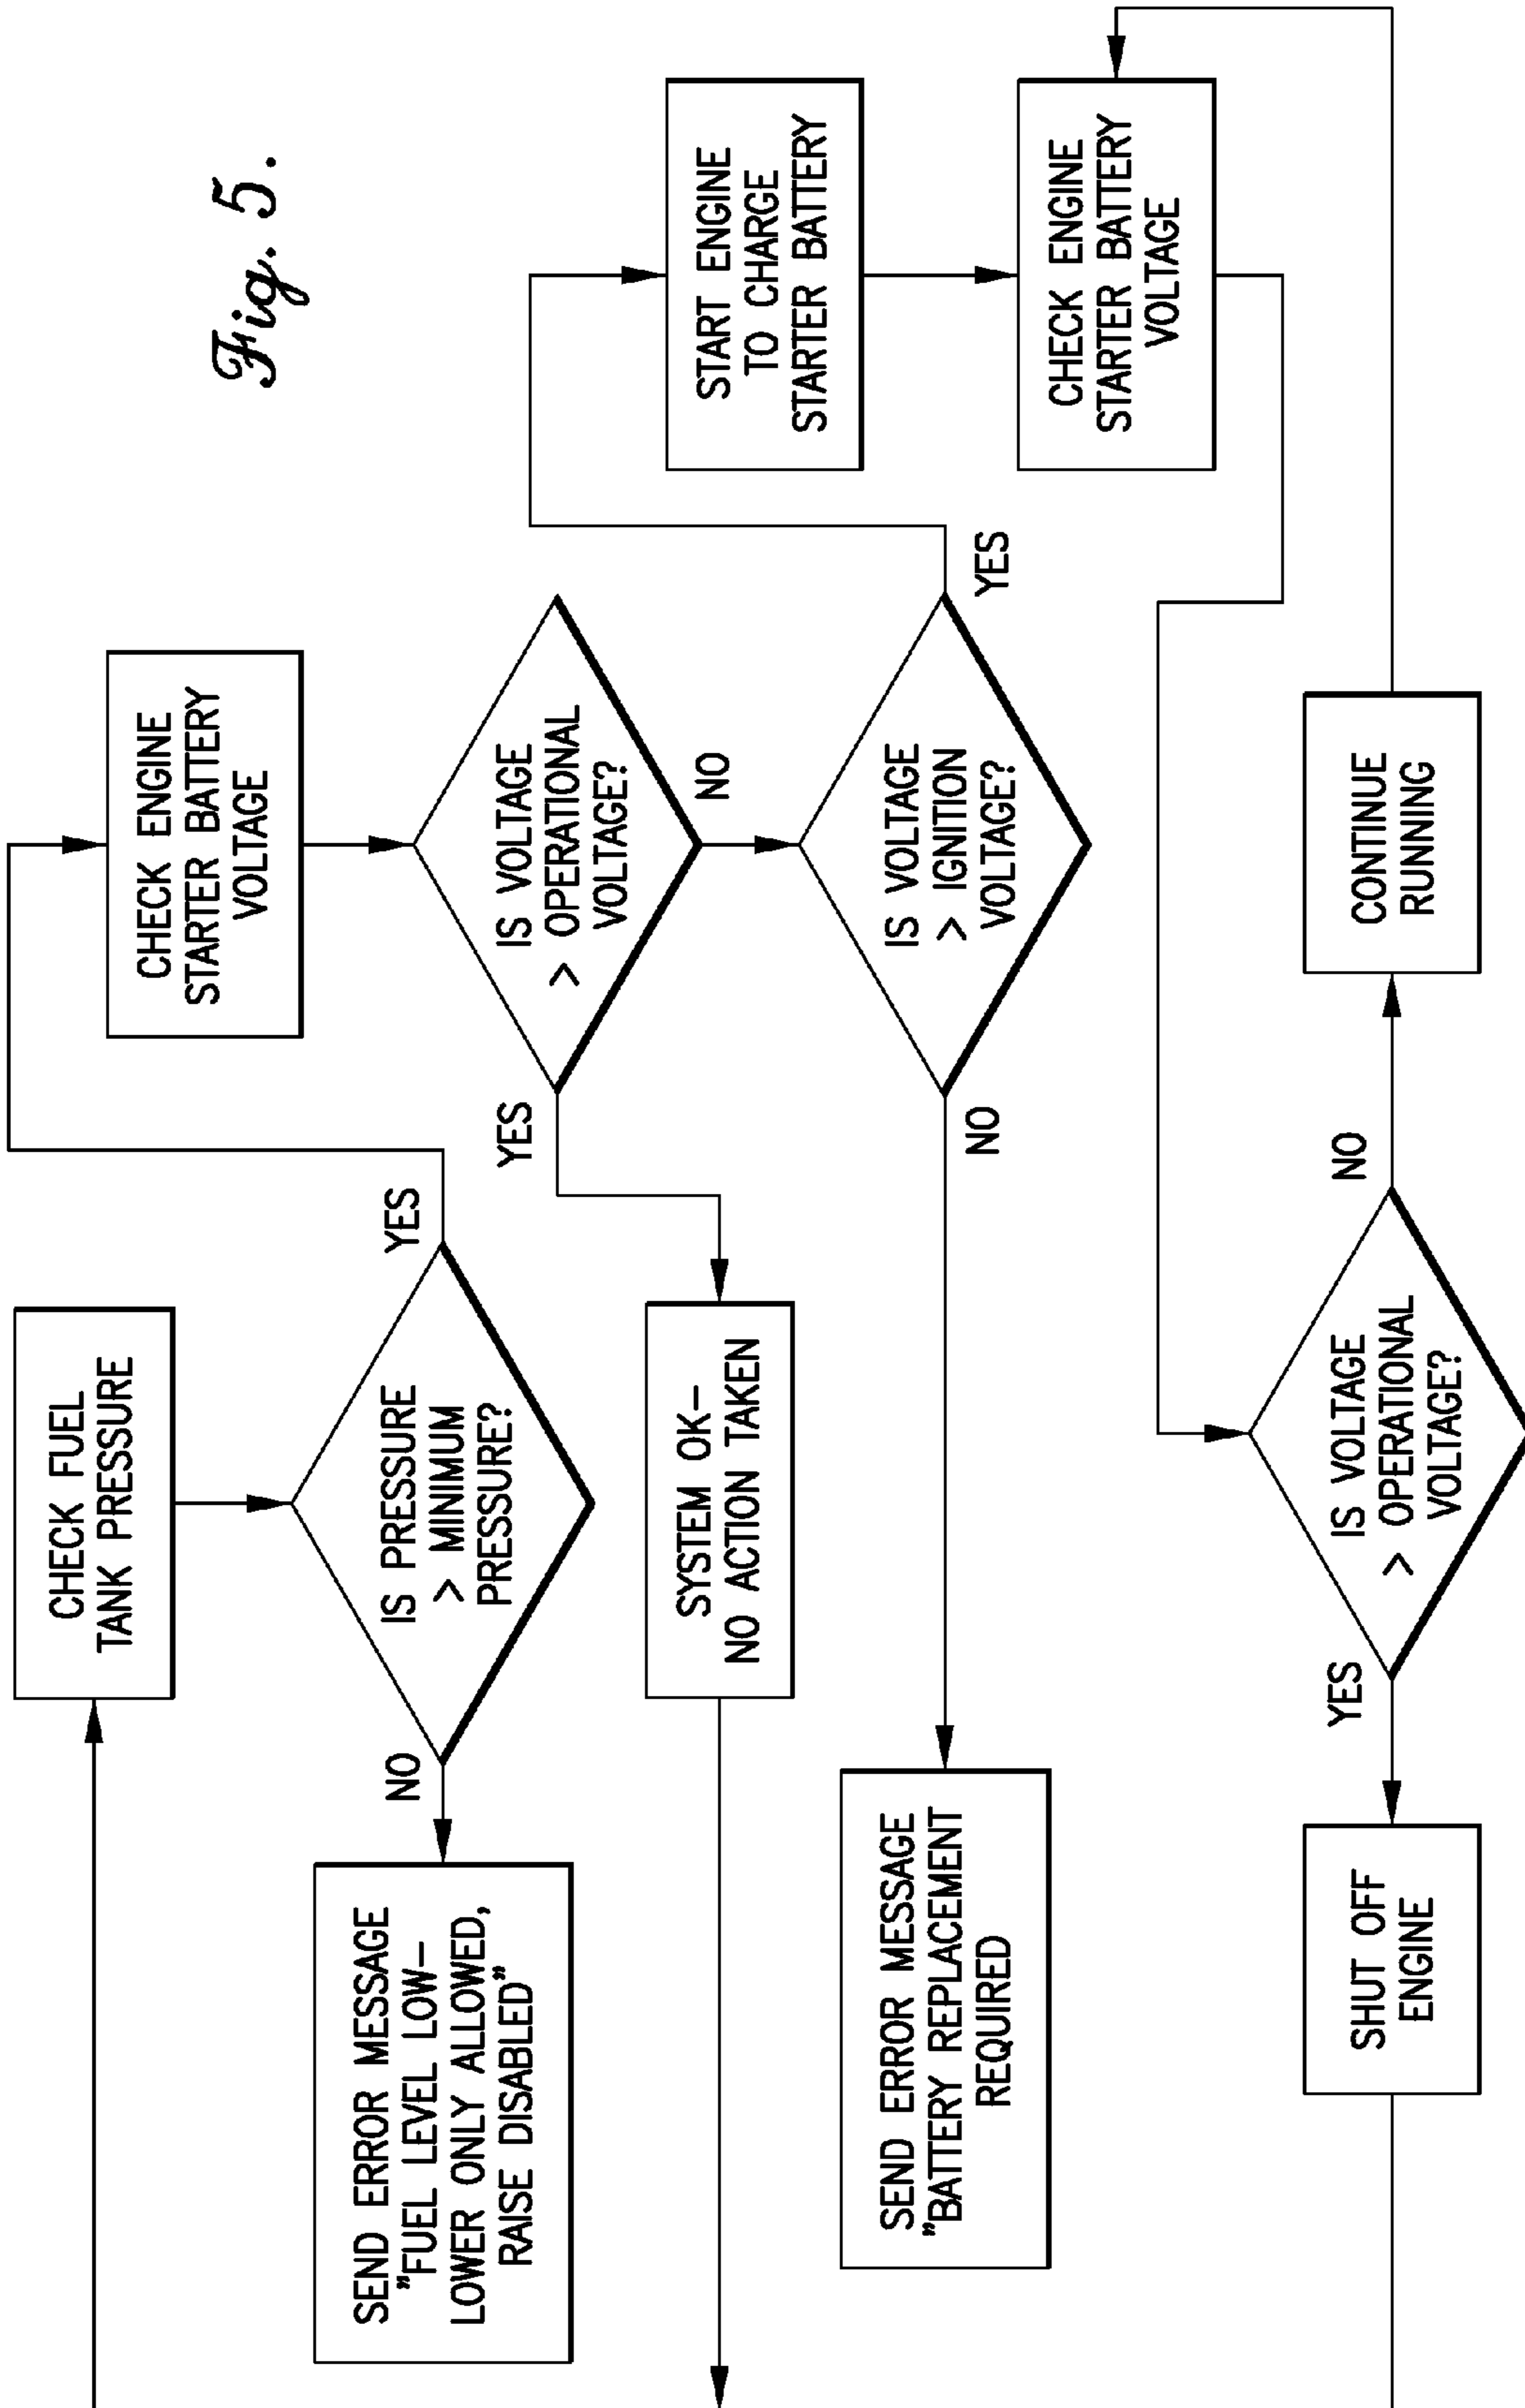 Fig. 5.
CHECK FUEL
TANK PRESSURE
IS PRESSURE
> MINIMUM
PRESSURE?
YES
NO
SEND ERROR MESSAGE
"FUEL LEVEL LOW-
LOWER ONLY ALLOWED,
RAISE DISABLED"
CHECK ENGINE
STARTER BATTERY
VOLTAGE
IS VOLTAGE
> OPERATIONAL
VOLTAGE?
YES
NO
SYSTEM OK-
NO ACTION TAKEN
IS VOLTAGE
> IGNITION
VOLTAGE?
YES
NO
SEND ERROR MESSAGE
"BATTERY REPLACEMENT
REQUIRED
START ENGINE
TO CHARGE
STARTER BATTERY
CHECK ENGINE
STARTER BATTERY
VOLTAGE
IS VOLTAGE
> OPERATIONAL
VOLTAGE?
YES
NO
SHUT OFF
ENGINE
CONTINUE
RUNNING